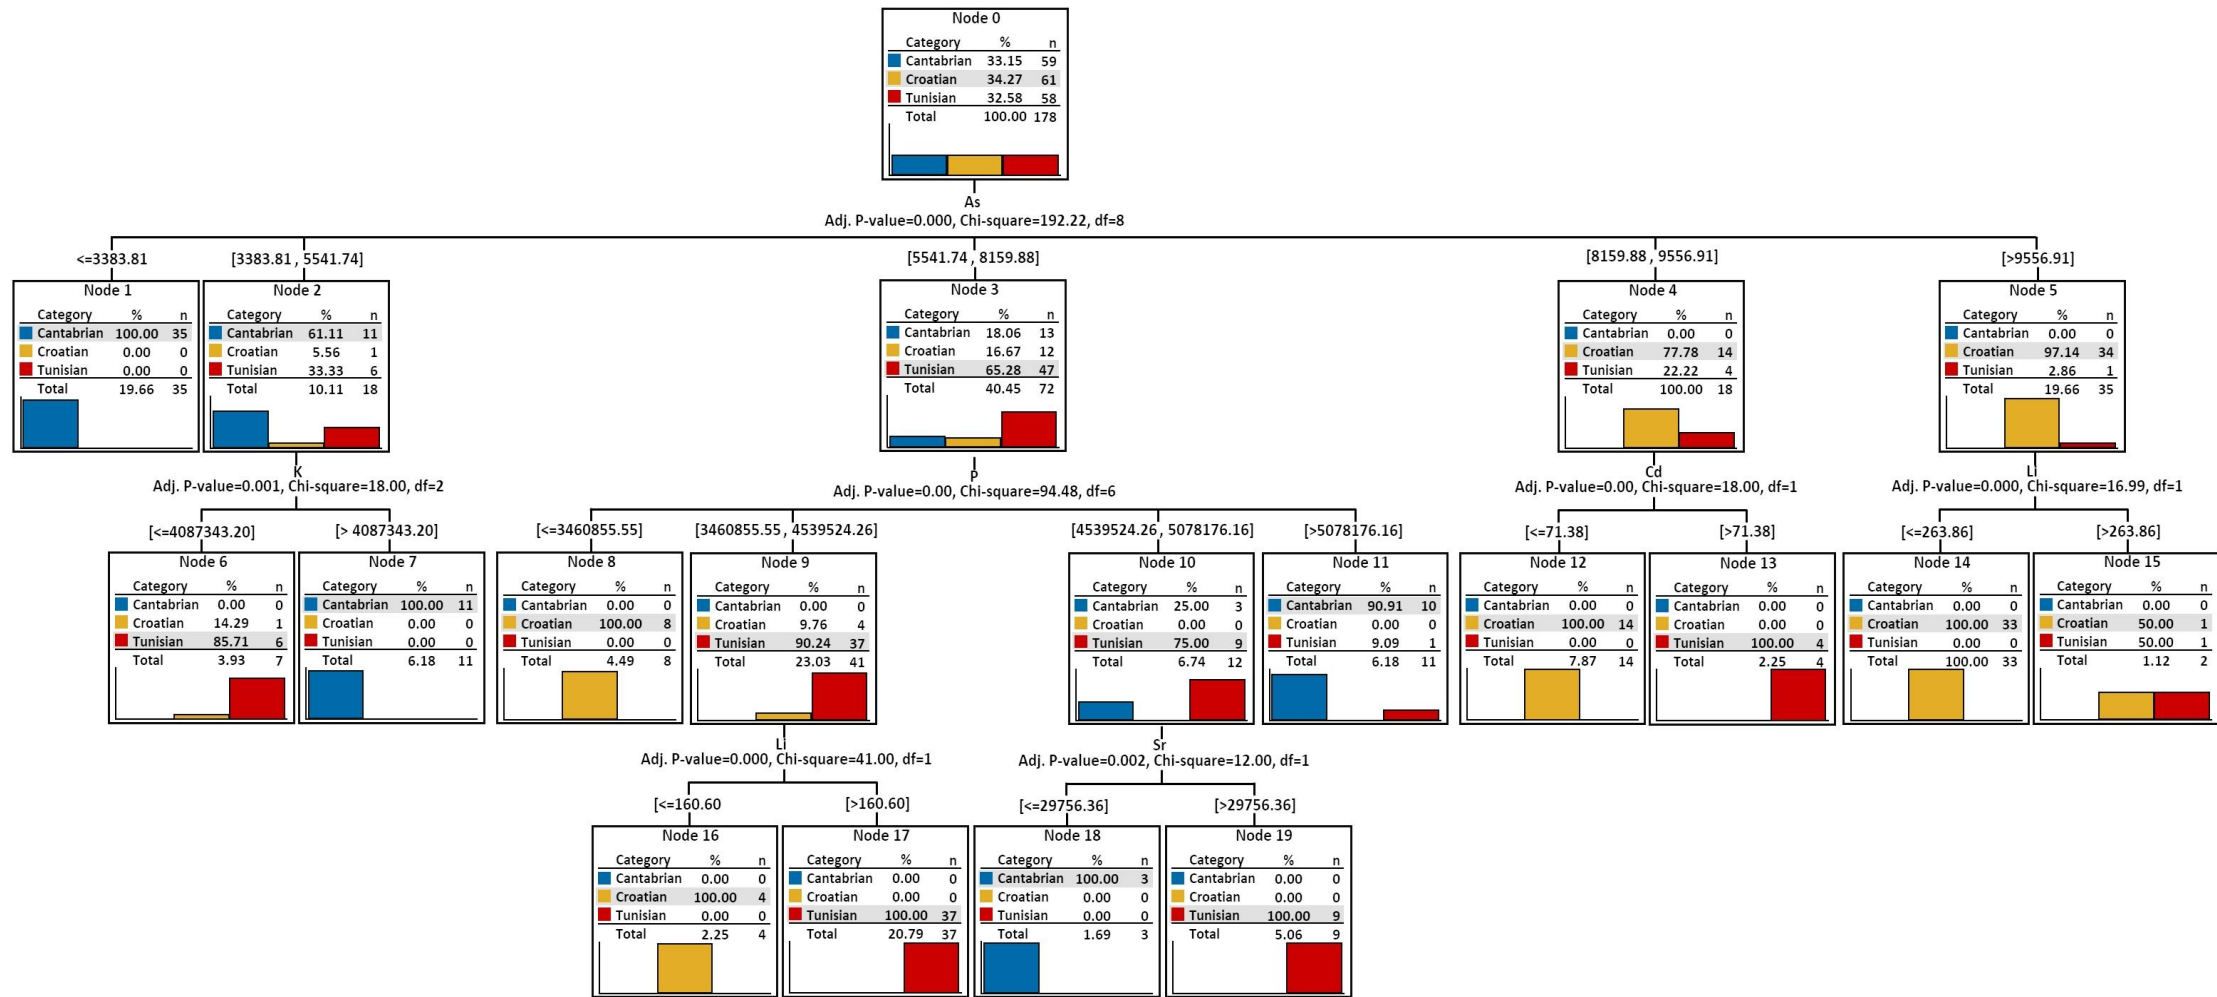 Node 0
Category % n
Cantabrian 33.15 59
Croatian 34.27 61
Tunisian 32.58 58
Total 100.00 178
As
Adj. P-value=0.000, Chi-square=192.22, df=8
<=3383.81
[3383.81 , 5541.74]
[5541.74 , 8159.88]
[8159.88 , 9556.91]
[>9556.91]
Node 1
Category % n
Cantabrian 100.00 35
Croatian 0.00 0
Tunisian 0.00 0
Total 19.66 35
Node 2
Category % n
Cantabrian 61.11 11
Croatian 5.56 1
Tunisian 33.33 6
Total 10.11 18
Node 3
Category % n
Cantabrian 18.06 13
Croatian 16.67 12
Tunisian 65.28 47
Total 40.45 72
Node 4
Category % n
Cantabrian 0.00 0
Croatian 77.78 14
Tunisian 22.22 4
Total 100.00 18
Node 5
Category % n
Cantabrian 0.00 0
Croatian 97.14 34
Tunisian 2.86 1
Total 19.66 35
K
Adj. P-value=0.001, Chi-square=18.00, df=2
P
Adj. P-value=0.00, Chi-square=94.48, df=6
Cd
Adj. P-value=0.00, Chi-square=18.00, df=1
Li
Adj. P-value=0.000, Chi-square=16.99, df=1
[<=4087343.20]
[> 4087343.20]
[<=3460855.55]
[3460855.55 , 4539524.26]
[4539524.26 , 5078176.16]
[>5078176.16]
[<=71.38]
[>71.38]
[<=263.86]
[>263.86]
Node 6
Category % n
Cantabrian 0.00 0
Croatian 14.29 1
Tunisian 85.71 6
Total 3.93 7
Node 7
Category % n
Cantabrian 100.00 11
Croatian 0.00 0
Tunisian 0.00 0
Total 6.18 11
Node 8
Category % n
Cantabrian 0.00 0
Croatian 100.00 8
Tunisian 0.00 0
Total 4.49 8
Node 9
Category % n
Cantabrian 0.00 0
Croatian 9.76 4
Tunisian 90.24 37
Total 23.03 41
Node 10
Category % n
Cantabrian 25.00 3
Croatian 0.00 0
Tunisian 75.00 9
Total 6.74 12
Node 11
Category % n
Cantabrian 90.91 10
Croatian 0.00 0
Tunisian 9.09 1
Total 6.18 11
Node 12
Category % n
Cantabrian 0.00 0
Croatian 100.00 14
Tunisian 0.00 0
Total 7.87 14
Node 13
Category % n
Cantabrian 0.00 0
Croatian 0.00 0
Tunisian 100.00 4
Total 2.25 4
Node 14
Category % n
Cantabrian 0.00 0
Croatian 100.00 33
Tunisian 0.00 0
Total 100.00 33
Node 15
Category % n
Cantabrian 0.00 0
Croatian 50.00 1
Tunisian 50.00 1
Total 1.12 2
Li
Adj. P-value=0.000, Chi-square=41.00, df=1
Sr
Adj. P-value=0.002, Chi-square=12.00, df=1
[<=160.60
[>160.60]
[<=29756.36]
[>29756.36]
Node 16
Category % n
Cantabrian 0.00 0
Croatian 100.00 4
Tunisian 0.00 0
Total 2.25 4
Node 17
Category % n
Cantabrian 0.00 0
Croatian 0.00 0
Tunisian 100.00 37
Total 20.79 37
Node 18
Category % n
Cantabrian 100.00 3
Croatian 0.00 0
Tunisian 0.00 0
Total 1.69 3
Node 19
Category % n
Cantabrian 0.00 0
Croatian 0.00 0
Tunisian 100.00 9
Total 5.06 9